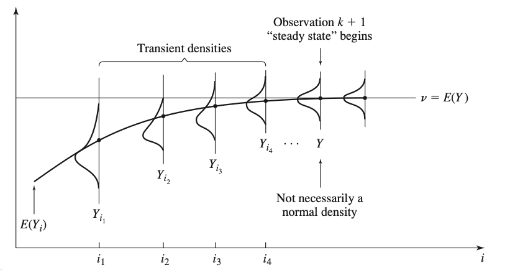 Observation k + 1
"steady state" begins
Transient densities
ν = E(Y)
Y_{i_1}
Y_{i_2}
Y_{i_3}
Y_{i_4} ... Y
Not necessarily a
normal density
E(Y_i)
i_1 i_2 i_3 i_4 i